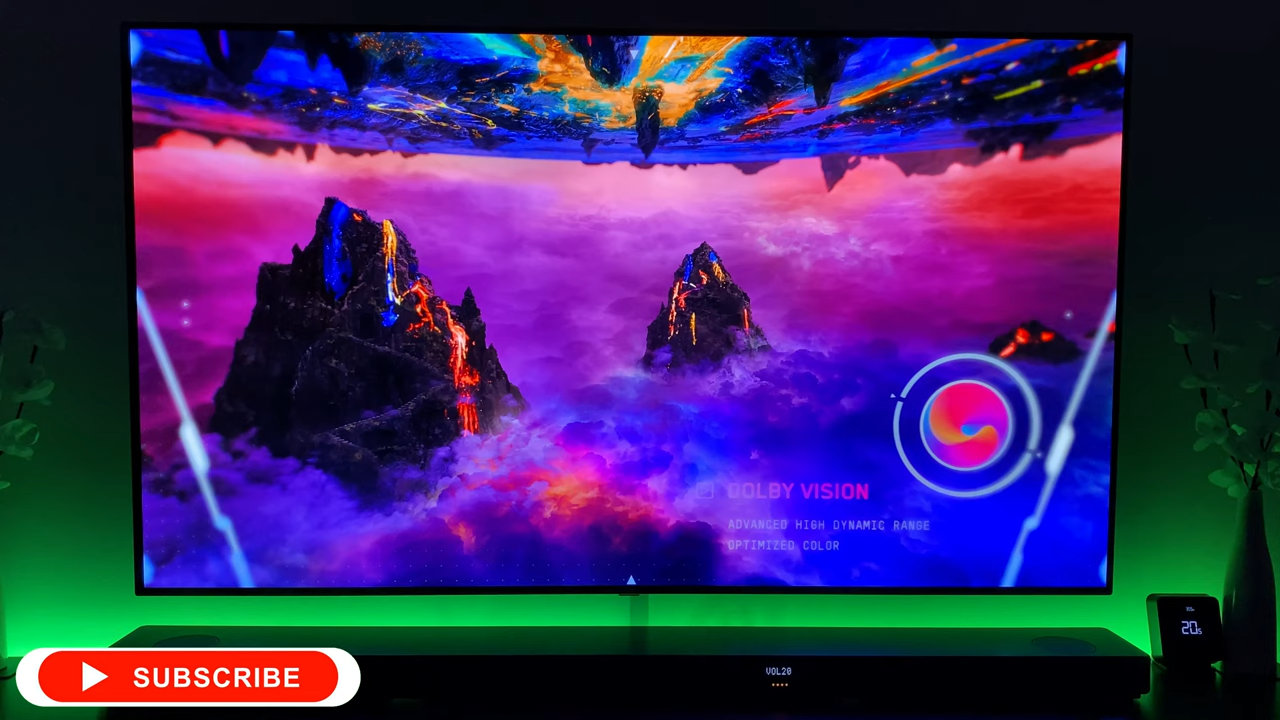 DOLBY VISION
ADVANCED HIGH DYNAMIC RANGE
OPTIMIZED COLOR
VOL20
20
SUBSCRIBE